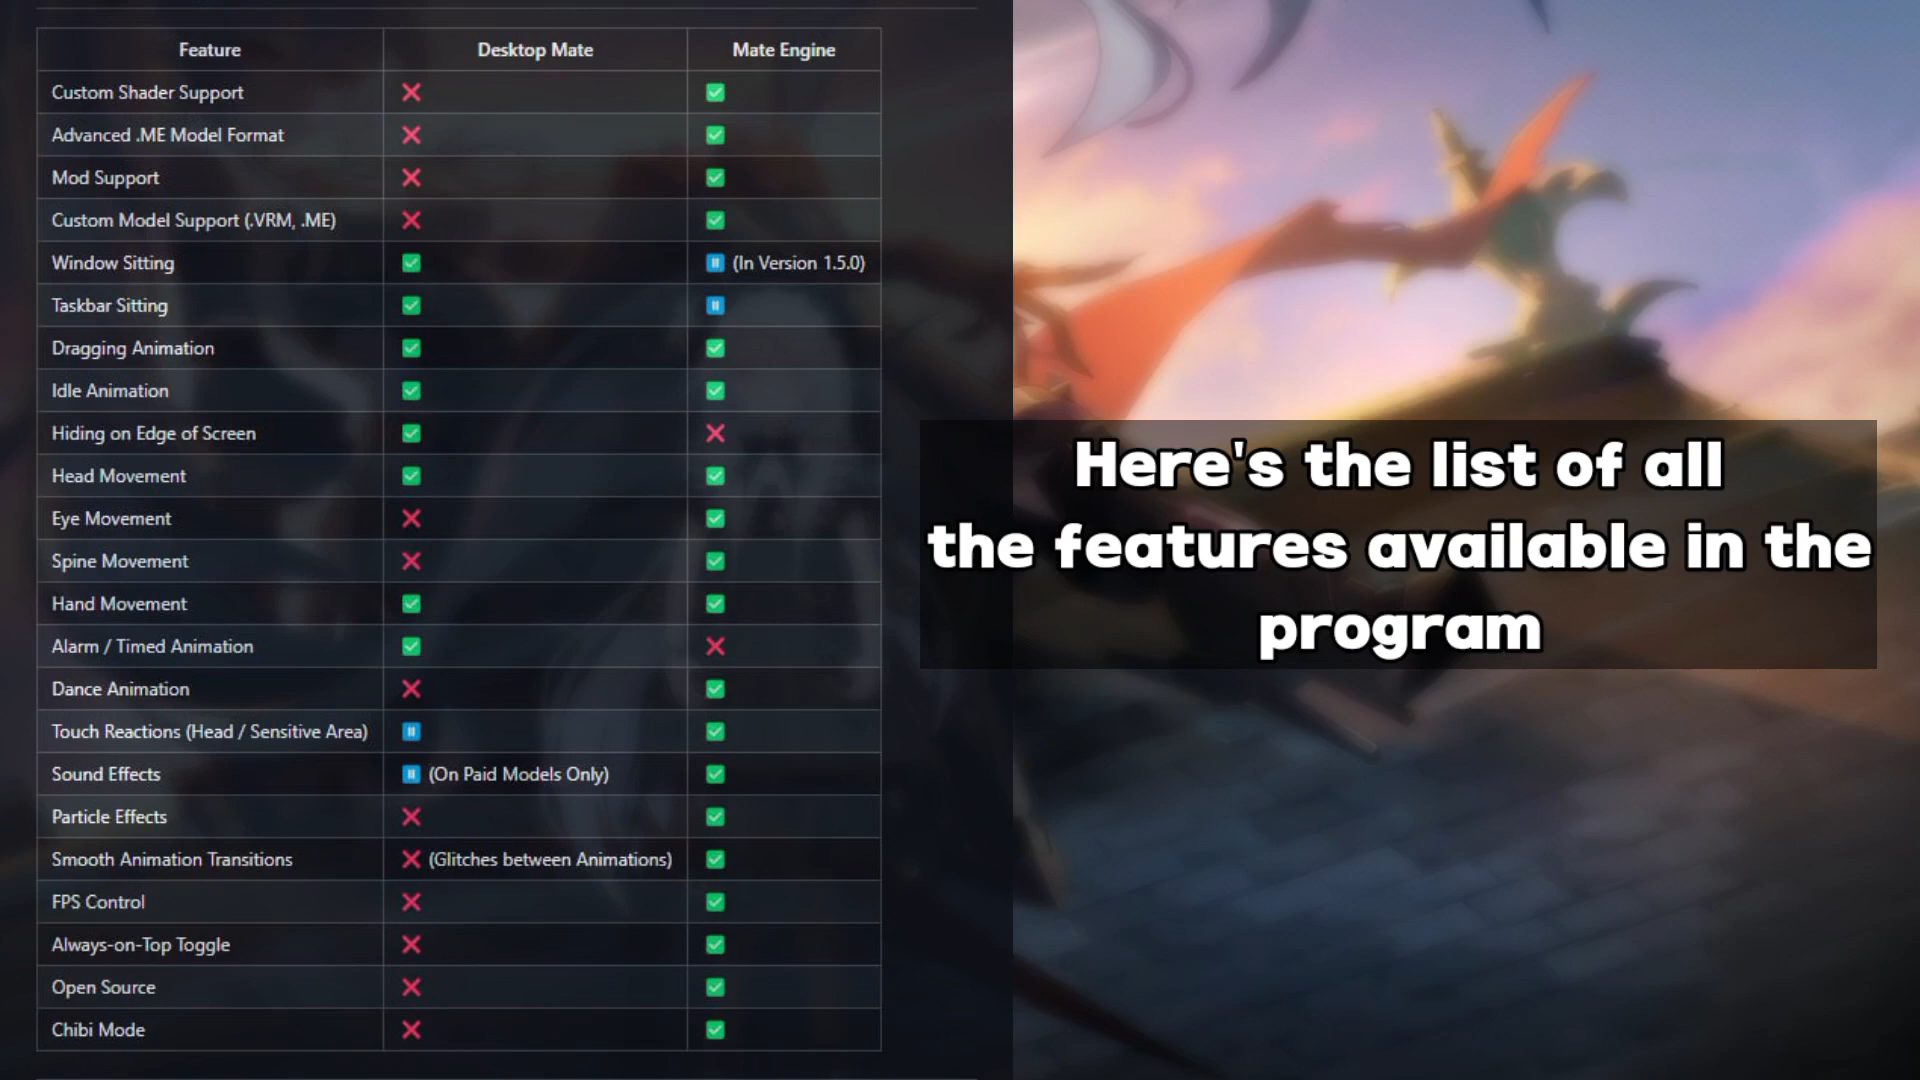 Feature Desktop Mate Mate Engine
Custom Shader Support ❌ ✅
Advanced .ME Model Format ❌ ✅
Mod Support ❌ ✅
Custom Model Support (.VRM, .ME) ❌ ✅
Window Sitting ✅ ⏸ (In Version 1.5.0)
Taskbar Sitting ✅ ⏸
Dragging Animation ✅ ✅
Idle Animation ✅ ✅
Hiding on Edge of Screen ✅ ❌
Head Movement ✅ ✅
Eye Movement ❌ ✅
Spine Movement ❌ ✅
Hand Movement ✅ ✅
Alarm / Timed Animation ✅ ❌
Dance Animation ❌ ✅
Touch Reactions (Head / Sensitive Area) ⏸ ✅
Sound Effects ⏸ (On Paid Models Only) ✅
Particle Effects ❌ ✅
Smooth Animation Transitions ❌ (Glitches between Animations) ✅
FPS Control ❌ ✅
Always-on-Top Toggle ❌ ✅
Open Source ❌ ✅
Chibi Mode ❌ ✅
Here's the list of all
the features available in the
program